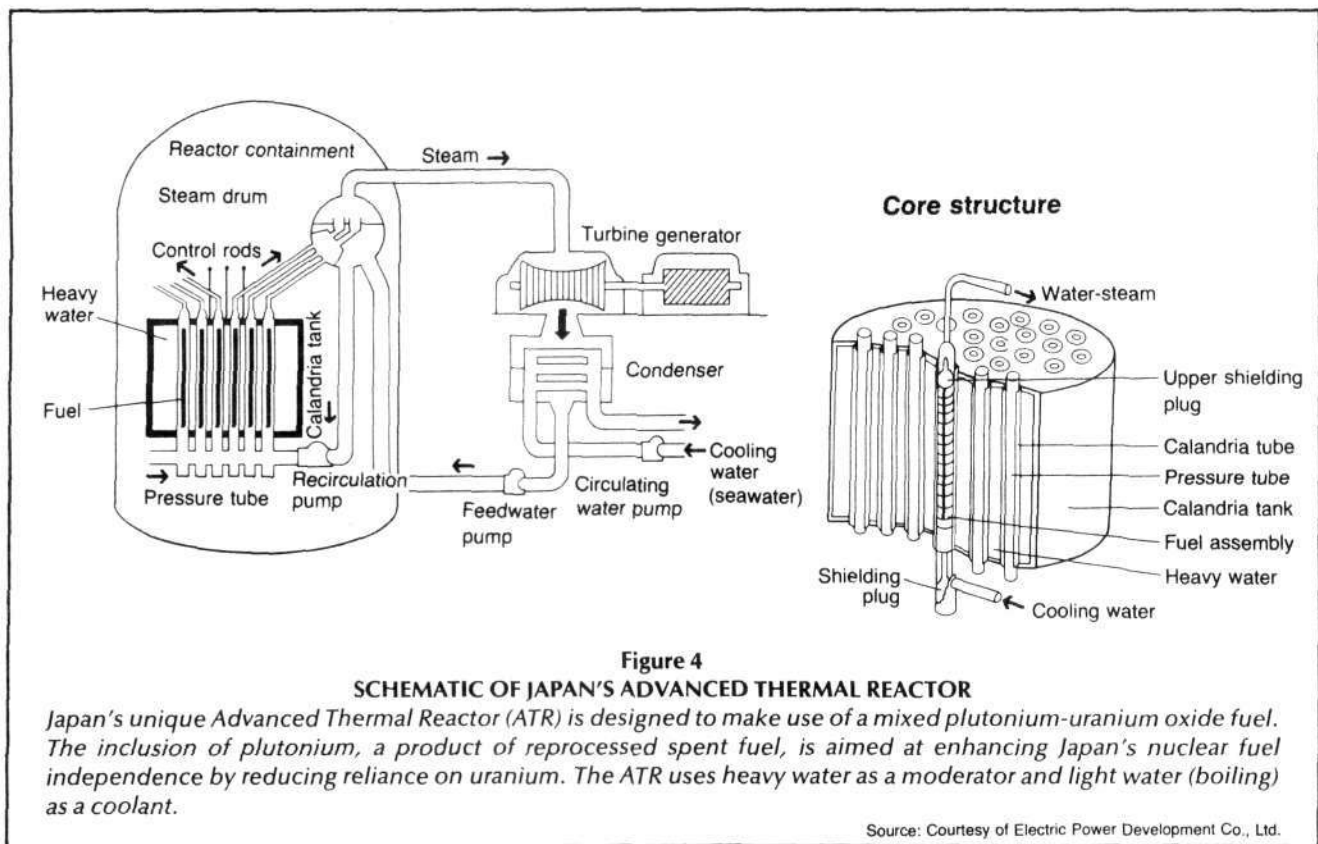 Reactor containment
Steam →
Steam drum
Control rods
Heavy
water
Calandria tank
Fuel
Pressure tube
Recirculation
pump
Turbine generator
Condenser
Cooling
water
(seawater)
Circulating
water pump
Feedwater
pump
Core structure
Water-steam
Upper shielding
plug
Calandria tube
Pressure tube
Calandria tank
Fuel assembly
Heavy water
Shielding
plug
Cooling water
Figure 4
SCHEMATIC OF JAPAN'S ADVANCED THERMAL REACTOR
Japan's unique Advanced Thermal Reactor (ATR) is designed to make use of a mixed plutonium-uranium oxide fuel.
The inclusion of plutonium, a product of reprocessed spent fuel, is aimed at enhancing Japan's nuclear fuel
independence by reducing reliance on uranium. The ATR uses heavy water as a moderator and light water (boiling)
as a coolant.
Source: Courtesy of Electric Power Development Co., Ltd.